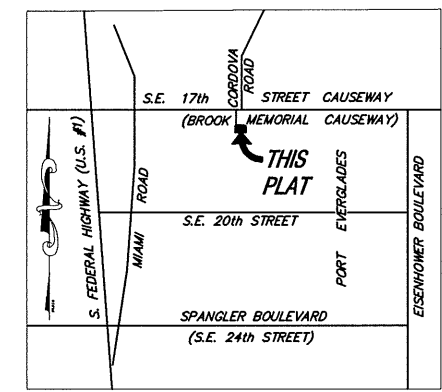 CORDOVA
ROAD
S.E. 17th STREET CAUSEWAY
(BROOK MEMORIAL CAUSEWAY)
THIS
PLAT
S. FEDERAL HIGHWAY (U.S. #1)
MIAMI ROAD
S.E. 20th STREET
PORT EVERGLADES
EISENHOWER BOULEVARD
SPANGLER BOULEVARD
(S.E. 24th STREET)